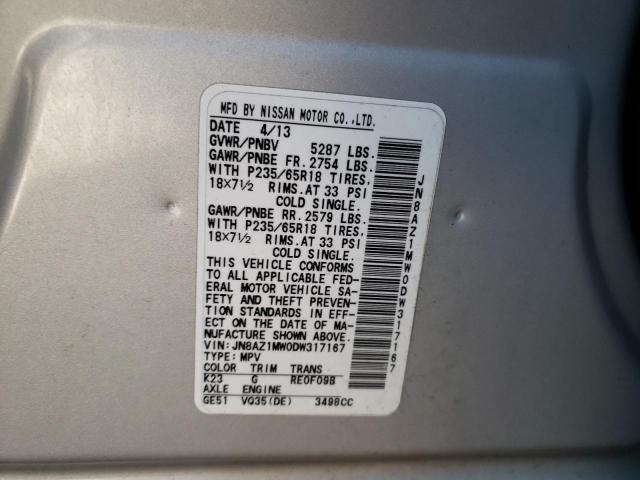 MFD BY NISSAN MOTOR CO.,LTD.
DATE 4/13
GVWR/PNBV 5287 LBS.
GAWR/PNBE FR. 2754 LBS.
WITH P235/65R18 TIRES,
18X7½ RIMS. AT 33 PSI
COLD SINGLE.
GAWR/PNBE RR. 2579 LBS.
WITH P235/65R18 TIRES,
18X7½ RIMS. AT 33 PSI
COLD SINGLE.
THIS VEHICLE CONFORMS
TO ALL APPLICABLE FED-
ERAL MOTOR VEHICLE SA-
FETY AND THEFT PREVEN-
TION STANDARDS IN EFF-
ECT ON THE DATE OF MA-
NUFACTURE SHOWN ABOVE.
VIN: JN8AZ1MW0DW317167
TYPE: MPV
COLOR TRIM TRANS
K23 G RE0F09B
AXLE ENGINE
GE51 VQ35(DE) 3498CC
JN8AZ1MW0DW317167